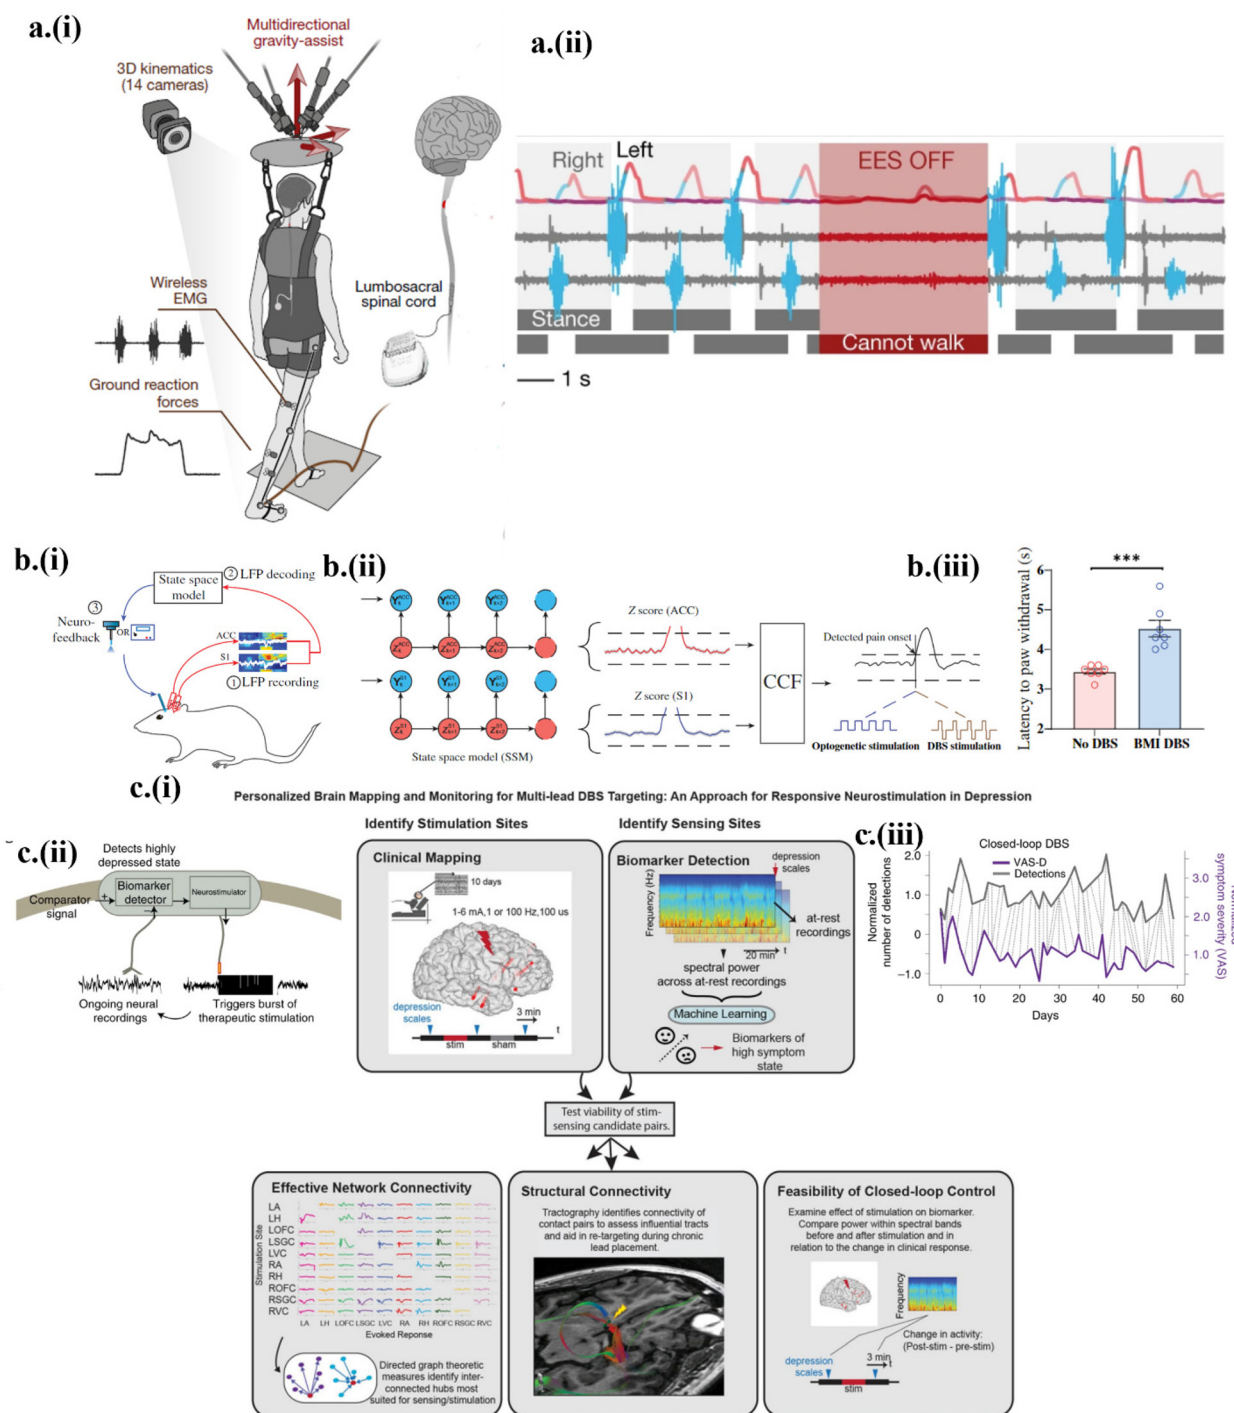 a.(i)
Multidirectional
gravity-assist
3D kinematics
(14 cameras)
Wireless
EMG
Lumbosacral
spinal cord
Ground reaction
forces
a.(ii)
Right
Left
EES OFF
Stance
Cannot walk
1 s
b.(i)
State space
model
② LFP decoding
③
Neuro-
feedback
OR
ACC
S1
① LFP recording
b.(ii)
State space model (SSM)
Z score (ACC)
Z score (S1)
CCF
Detected pain onset
Optogenetic stimulation
DBS stimulation
b.(iii)
***
Latency to paw withdrawal (s)
6
5
4
3
2
No DBS
BMI DBS
c.(i)
Personalized Brain Mapping and Monitoring for Multi-lead DBS Targeting: An Approach for Responsive Neurostimulation in Depression
Identify Stimulation Sites
Clinical Mapping
10 days
1-6 mA,1 or 100 Hz,100 us
depression
scales
3 min
t
stim
sham
Identify Sensing Sites
Biomarker Detection
depression
scales
Frequency (Hz)
at-rest
recordings
20 min
t
spectral power
across at-rest recordings
Machine Learning
Biomarkers of
high symptom
state
c.(ii)
Detects highly
depressed state
Comparator
signal
+
Biomarker
detector
Neurostimulator
Ongoing neural
recordings
Triggers burst of
therapeutic stimulation
c.(iii)
Closed-loop DBS
VAS-D
Detections
Normalized
number of detections
2.0
1.0
0
-1.0
3.0
2.0
1.0
symptom severity (VAS)
0
10
20
30
40
50
60
Days
Test viability of stim-
sensing candidate pairs.
Effective Network Connectivity
Stimulation Site
LA
LH
LOFC
LSGC
LVC
RA
RH
ROFC
RSGC
RVC
LA LH LOFC LSGC LVC RA RH ROFC RSGC RVC
Evoked Reponse
Directed graph theoretic
measures identify inter-
connected hubs most
suited for sensing/stimulation
Structural Connectivity
Tractography identifies connectivity of
contact pairs to assess influential tracts
and aid in re-targeting during chronic
lead placement.
Feasibility of Closed-loop Control
Examine effect of stimulation on biomarker.
Compare power within spectral bands
before and after stimulation and in
relation to the change in clinical response.
Frequency
Change in activity:
(Post-stim - pre-stim)
depression
scales
3 min
t
stim